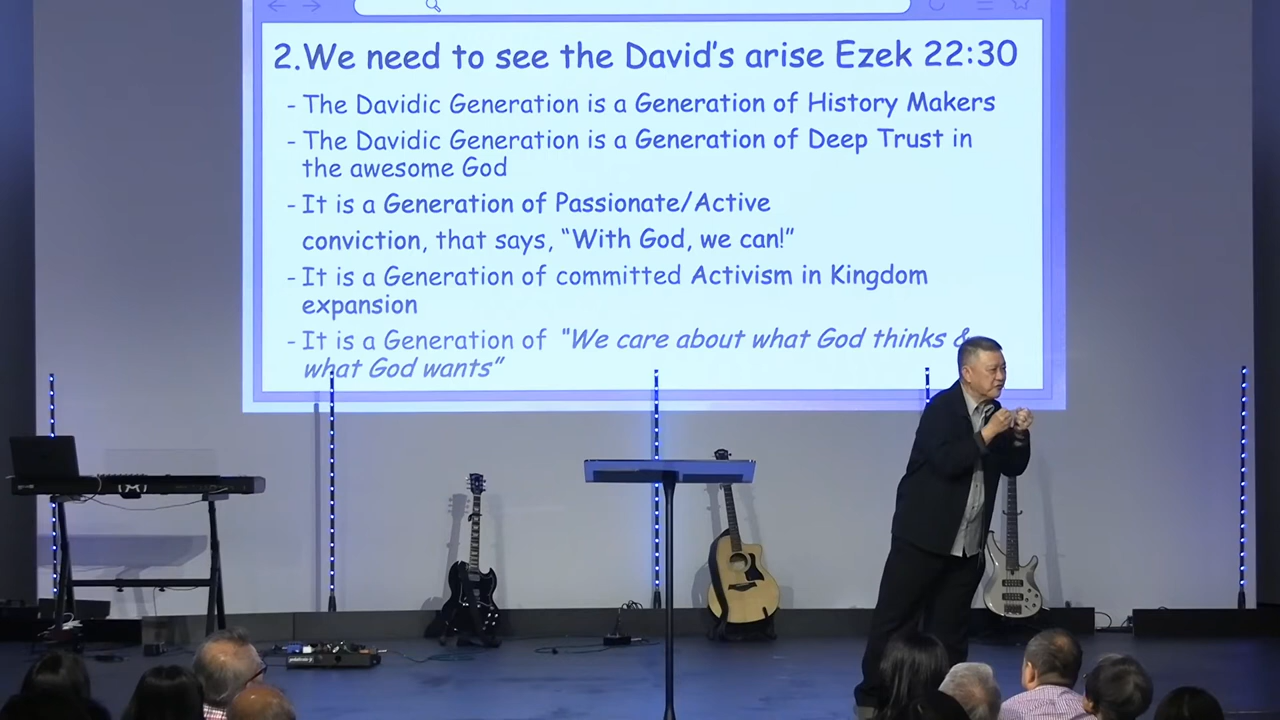 2.We need to see the David's arise Ezek 22:30
- The Davidic Generation is a Generation of History Makers
- The Davidic Generation is a Generation of Deep Trust in
the awesome God
- It is a Generation of Passionate/Active
conviction, that says, “With God, we can!”
- It is a Generation of committed Activism in Kingdom
expansion
- It is a Generation of “We care about what God thinks &
what God wants”